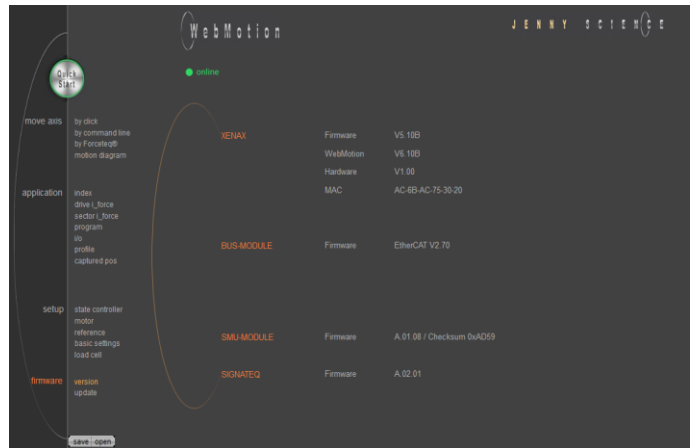 WebMotion
JENNY SCIENCE
Quick
Start
online
move axis
by click
by command line
by Forceteq®
motion diagram
application
index
drive i_force
sector i_force
program
i/o
profile
captured pos
setup
state controller
motor
reference
basic settings
load cell
firmware
version
update
save open
XENAX Firmware V5.10B
WebMotion V6.10B
Hardware V1.00
MAC AC-6B-AC-75-30-20
BUS-MODULE Firmware EtherCAT V2.70
SMU-MODULE Firmware A.01.08 / Checksum 0xAD59
SIGNATEQ Firmware A.02.01